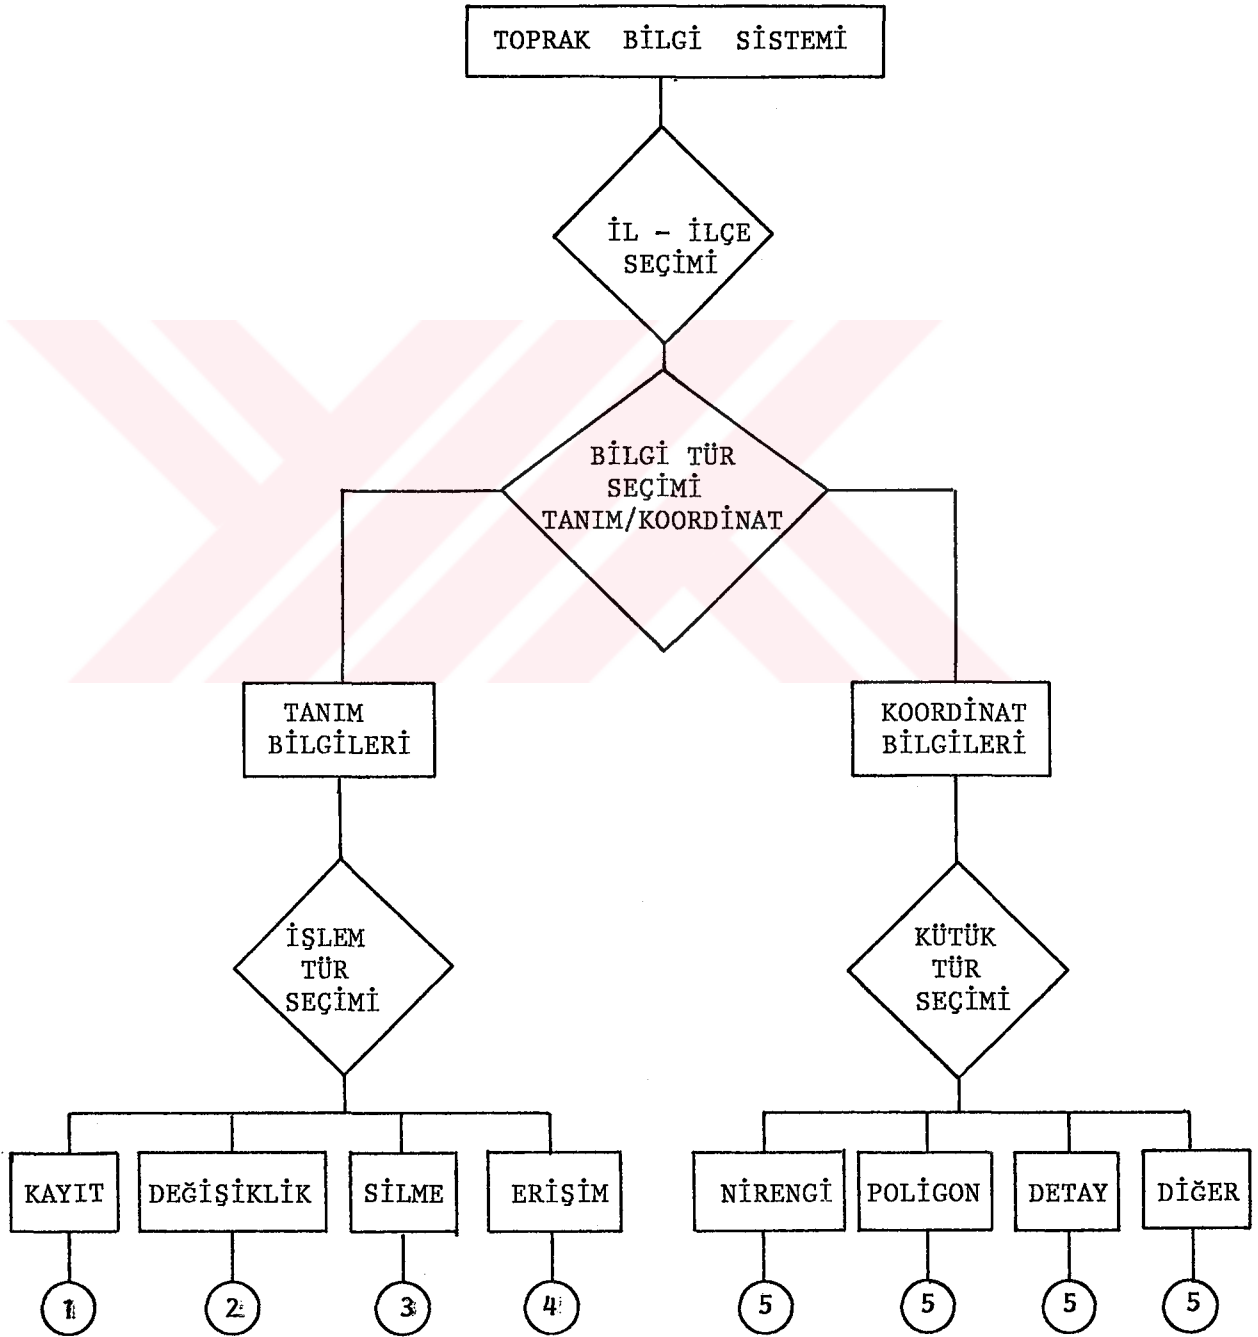 TOPRAK BİLGİ SİSTEMİ
İL - İLÇE
SEÇİMİ
BİLGİ TÜR
SEÇİMİ
TANIM/KOORDİNAT
TANIM
BİLGİLERİ
KOORDİNAT
BİLGİLERİ
İŞLEM
TÜR
SEÇİMİ
KÜTÜK
TÜR
SEÇİMİ
KAYIT
DEĞİŞİKLİK
SİLME
ERİŞİM
NİRENGİ
POLİGON
DETAY
DİĞER
1
2
3
4
5
5
5
5